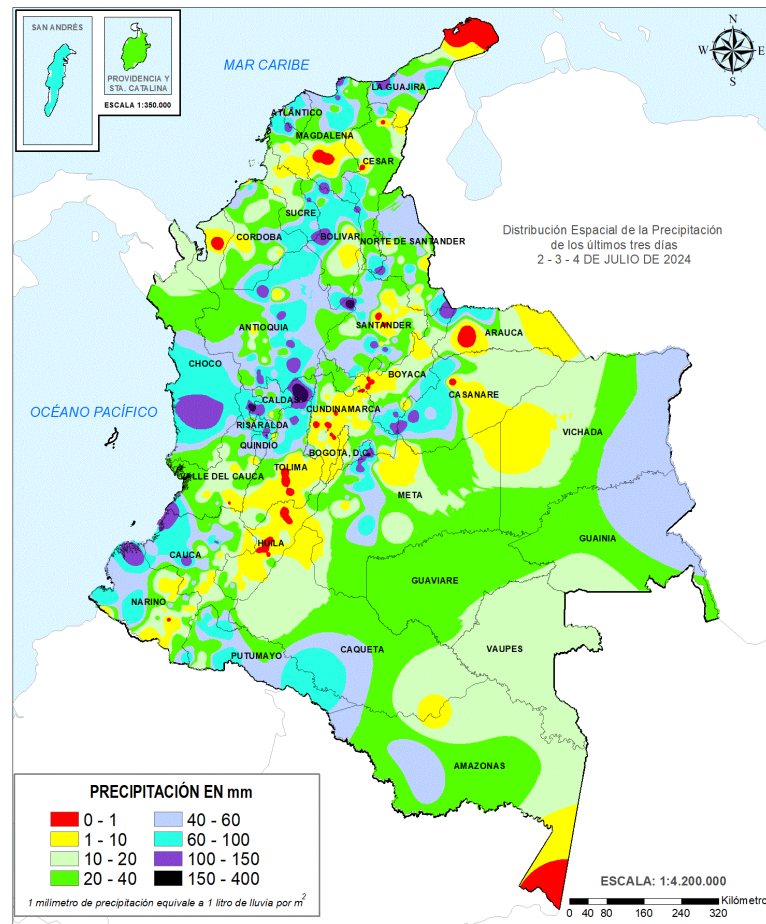 SAN ANDRÉS
PROVIDENCIA Y
STA. CATALINA
ESCALA 1:350.000
MAR CARIBE
N
W E
S
LA GUAJIRA
ATLÁNTICO
MAGDALENA
CESAR
SUCRE
CORDOBA
BOLIVAR
NORTE DE SANTANDER
Distribución Espacial de la Precipitación
de los últimos tres días
2 - 3 - 4 DE JULIO DE 2024
ANTIOQUIA
SANTANDER
ARAUCA
CHOCO
BOYACA
CASANARE
OCÉANO PACÍFICO
CALDAS
CUNDINAMARCA
RISARALDA
VICHADA
QUINDIO
BOGOTA, D.C.
TOLIMA
VALLE DEL CAUCA
META
HUILA
GUAINIA
CAUCA
GUAVIARE
NARIÑO
CAQUETA
VAUPES
PUTUMAYO
AMAZONAS
PRECIPITACIÓN EN mm
0 - 1 40 - 60
1 - 10 60 - 100
10 - 20 100 - 150
20 - 40 150 - 400
1 milímetro de precipitación equivale a 1 litro de lluvia por m2
ESCALA: 1:4.200.000
Kilómetro
0 40 80 160 240 320